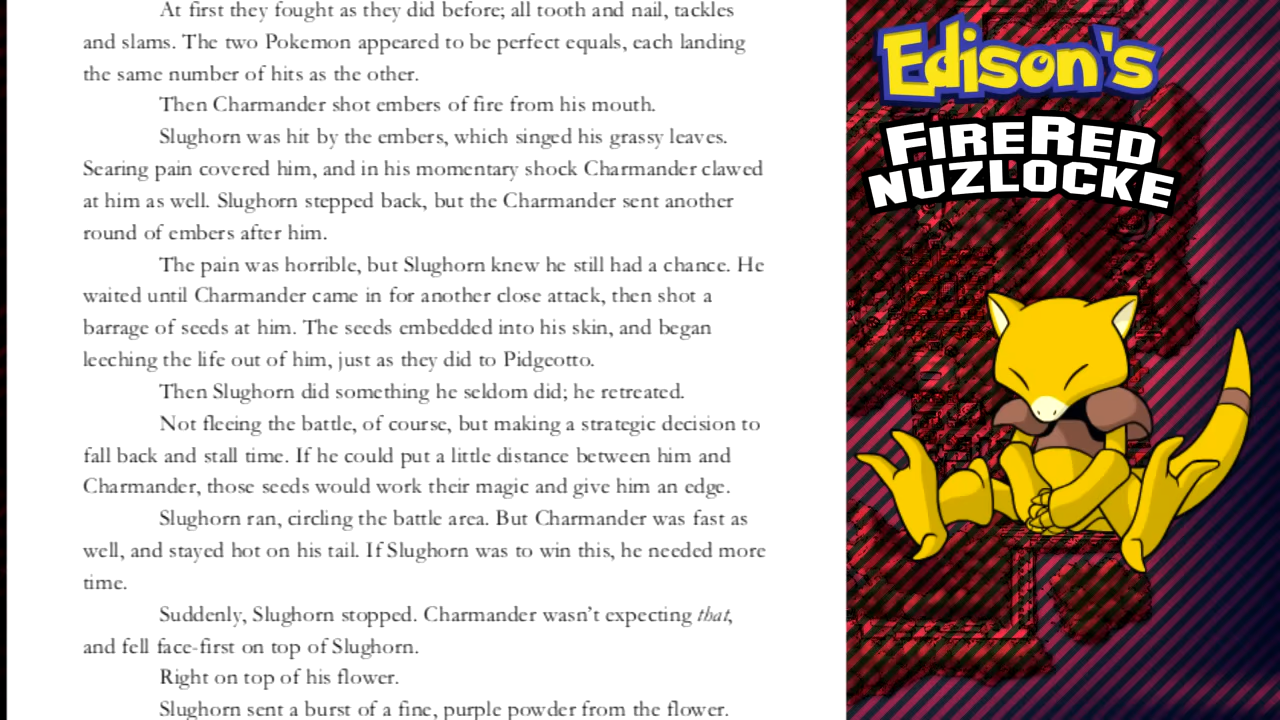 At first they fought as they did before; all tooth and nail, tackles
and slams. The two Pokemon appeared to be perfect equals, each landing
the same number of hits as the other.
Then Charmander shot embers of fire from his mouth.
Slughorn was hit by the embers, which singed his grassy leaves.
Searing pain covered him, and in his momentary shock Charmander clawed
at him as well. Slughorn stepped back, but the Charmander sent another
round of embers after him.
The pain was horrible, but Slughorn knew he still had a chance. He
waited until Charmander came in for another close attack, then shot a
barrage of seeds at him. The seeds embedded into his skin, and began
leeching the life out of him, just as they did to Pidgeotto.
Then Slughorn did something he seldom did; he retreated.
Not fleeing the battle, of course, but making a strategic decision to
fall back and stall time. If he could put a little distance between him and
Charmander, those seeds would work their magic and give him an edge.
Slughorn ran, circling the battle area. But Charmander was fast as
well, and stayed hot on his tail. If Slughorn was to win this, he needed more
time.
Suddenly, Slughorn stopped. Charmander wasn't expecting that,
and fell face-first on top of Slughorn.
Right on top of his flower.
Slughorn sent a burst of a fine, purple powder from the flower.
Edison's
FIRERED
NUZLOCKE